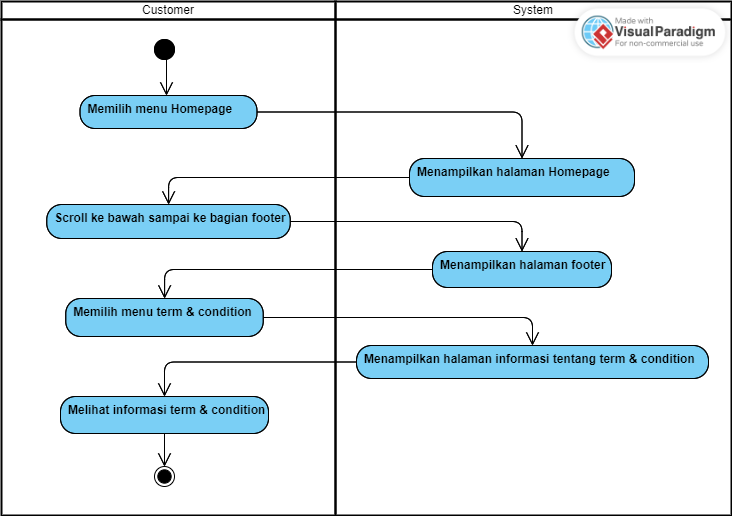 Customer
System
Made with
VisualParadigm
For non-commercial use
Memilih menu Homepage
Menampilkan halaman Homepage
Scroll ke bawah sampai ke bagian footer
Menampilkan halaman footer
Memilih menu term & condition
Menampilkan halaman informasi tentang term & condition
Melihat informasi term & condition